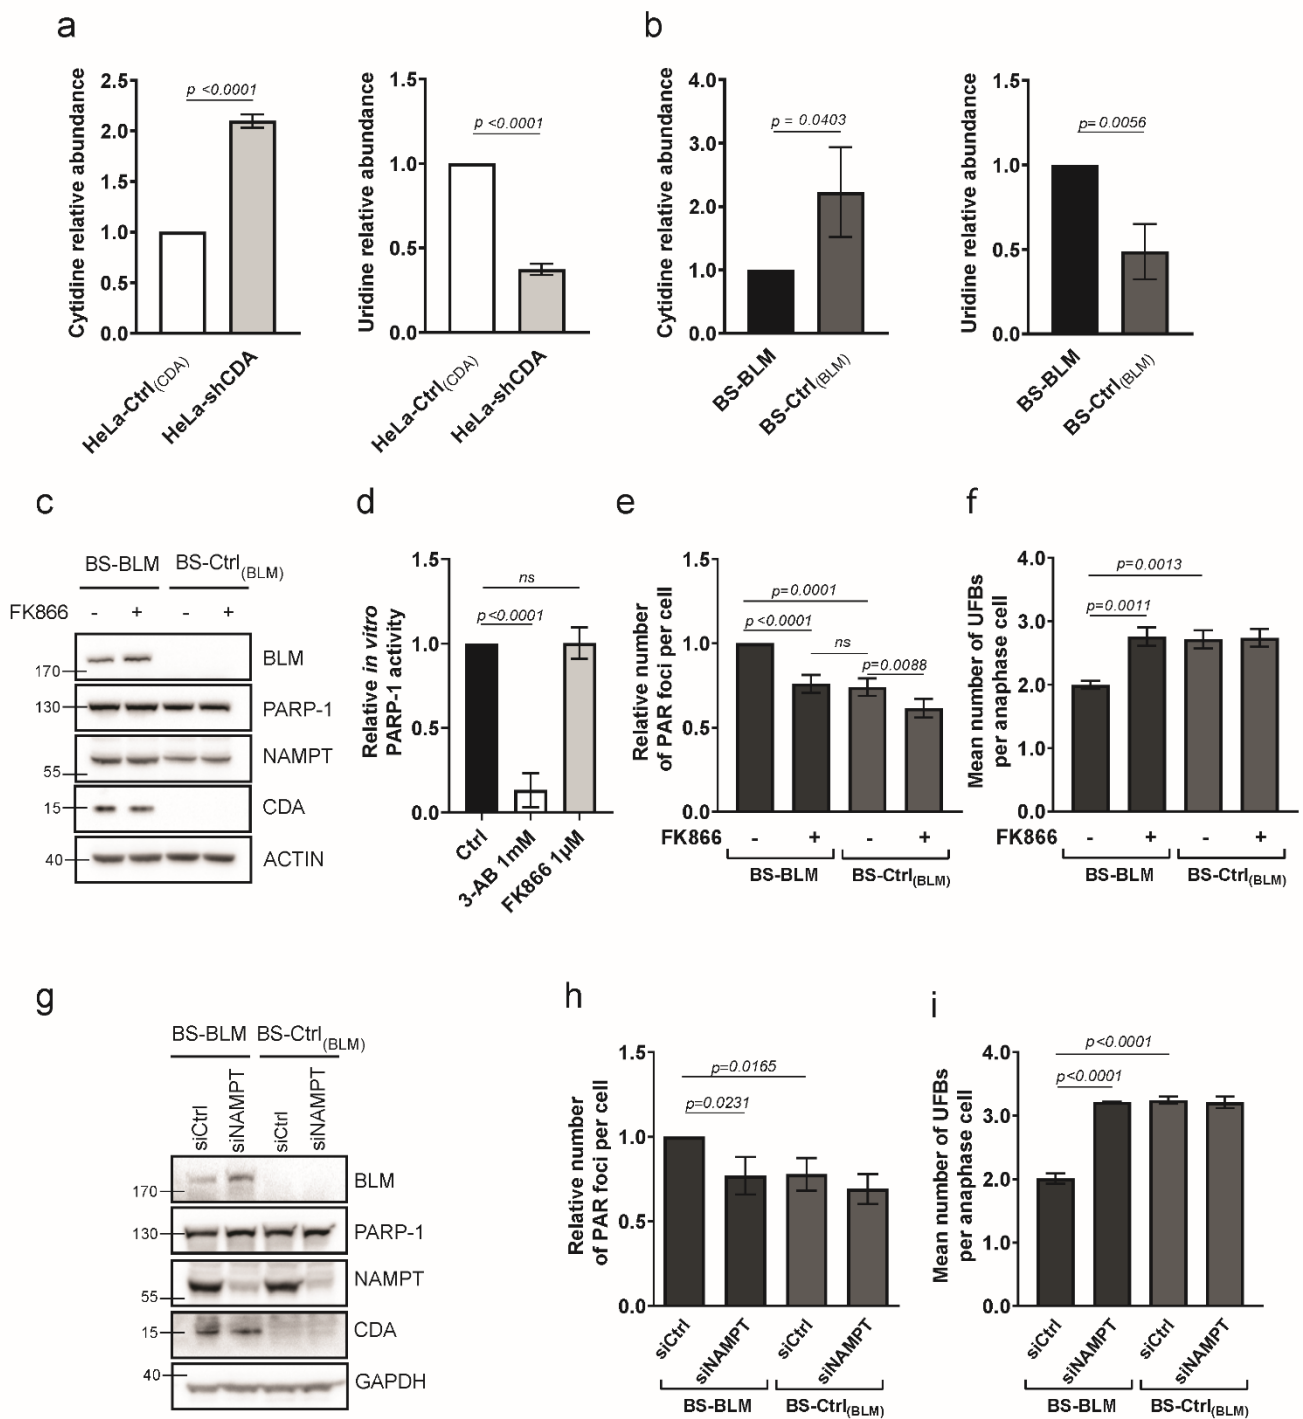 a
Cytidine relative abundance
2.5
2.0
1.5
1.0
0.5
0.0
p <0.0001
HeLa-Ctrl(CDA)
HeLa-shCDA
Uridine relative abundance
1.5
1.0
0.5
0.0
p <0.0001
HeLa-Ctrl(CDA)
HeLa-shCDA
b
Cytidine relative abundance
4.0
3.0
2.0
1.0
0.0
p = 0.0403
BS-BLM
BS-Ctrl(BLM)
Uridine relative abundance
1.5
1.0
0.5
0.0
p= 0.0056
BS-BLM
BS-Ctrl(BLM)
c
BS-BLM BS-Ctrl(BLM)
FK866 - + - +
170 BLM
130 PARP-1
55 NAMPT
15 CDA
40 ACTIN
d
Relative in vitro
PARP-1 activity
1.5
1.0
0.5
0.0
ns
p<0.0001
Ctrl
3-AB 1mM
FK866 1µM
e
Relative number
of PAR foci per cell
1.5
1.0
0.5
0.0
p=0.0001
p <0.0001
ns
p=0.0088
FK866 - + - +
BS-BLM BS-Ctrl(BLM)
f
Mean number of UFBs
per anaphase cell
4.0
3.0
2.0
1.0
0.0
p=0.0013
p=0.0011
FK866 - + - +
BS-BLM BS-Ctrl(BLM)
g
BS-BLM BS-Ctrl(BLM)
siCtrl
siNAMPT
siCtrl
siNAMPT
170 BLM
130 PARP-1
55 NAMPT
15 CDA
40 GAPDH
h
Relative number
of PAR foci per cell
1.5
1.0
0.5
0.0
p=0.0165
p=0.0231
siCtrl
siNAMPT
siCtrl
siNAMPT
BS-BLM BS-Ctrl(BLM)
i
Mean number of UFBs
per anaphase cell
4.0
3.0
2.0
1.0
0.0
p<0.0001
p<0.0001
siCtrl
siNAMPT
siCtrl
siNAMPT
BS-BLM BS-Ctrl(BLM)